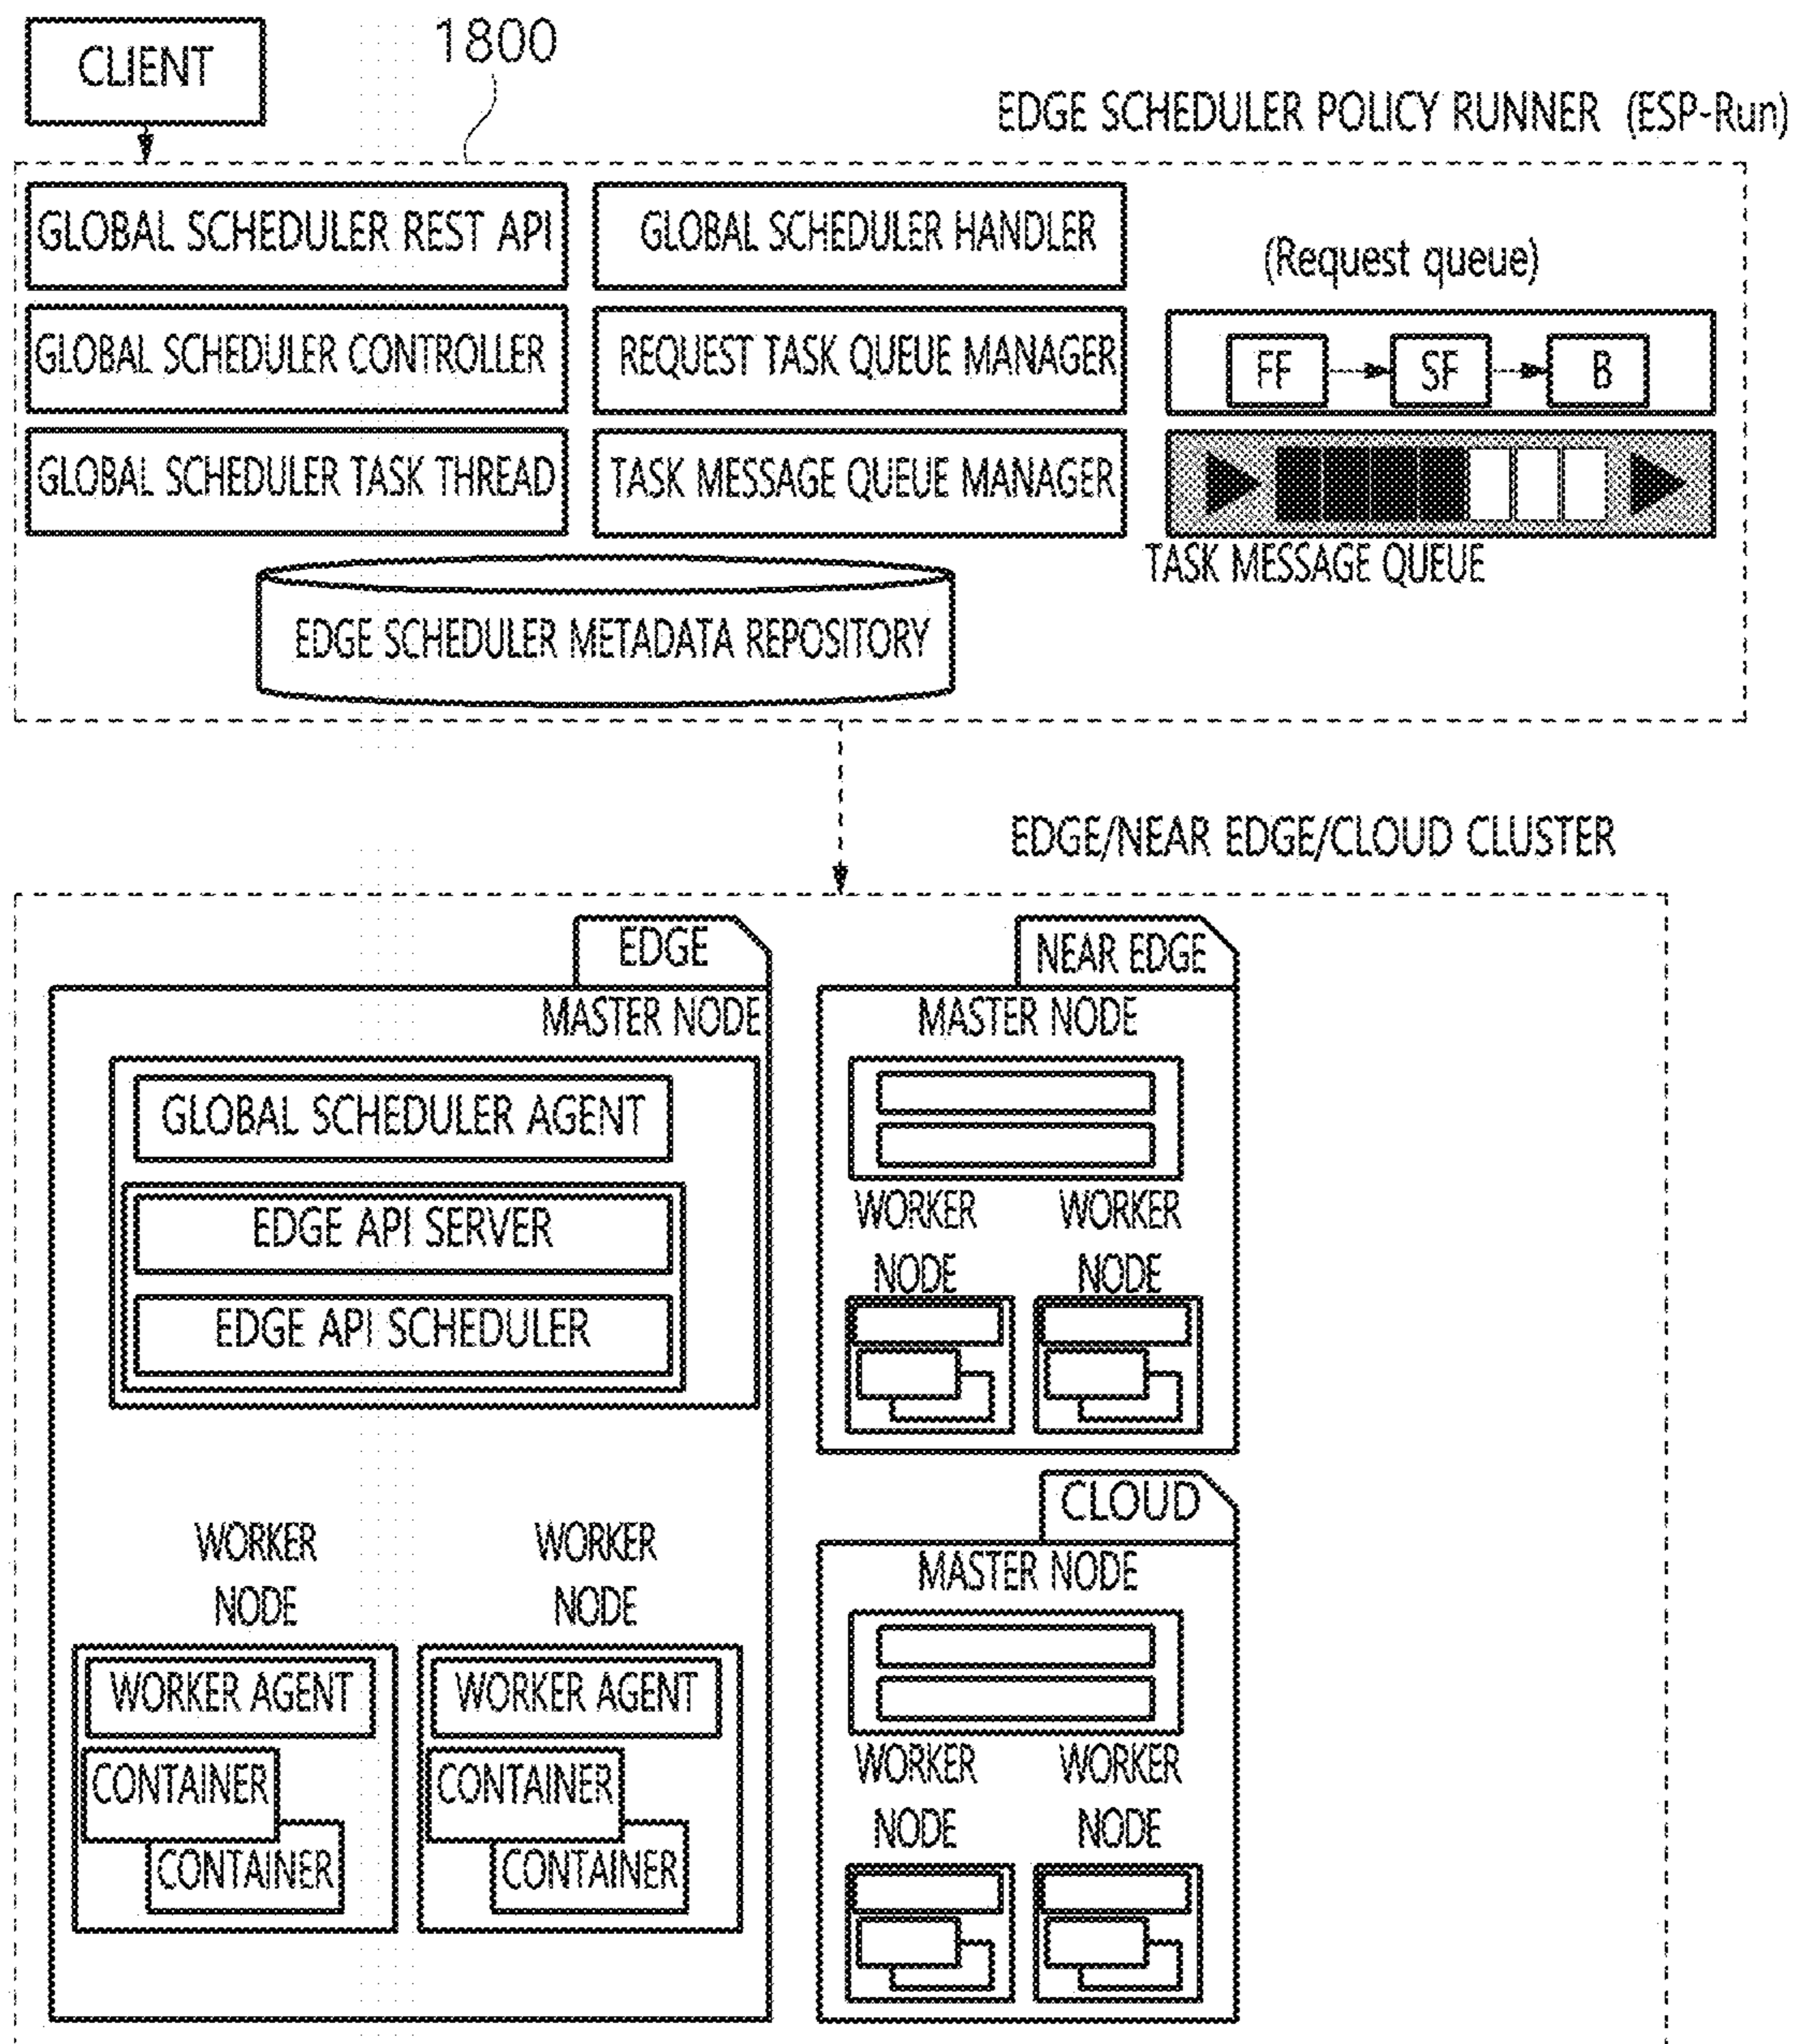 CLIENT
1800
EDGE SCHEDULER POLICY RUNNER (ESP-Run)
GLOBAL SCHEDULER REST API
GLOBAL SCHEDULER HANDLER
(Request queue)
GLOBAL SCHEDULER CONTROLLER
REQUEST TASK QUEUE MANAGER
FF
SF
B
GLOBAL SCHEDULER TASK THREAD
TASK MESSAGE QUEUE MANAGER
TASK MESSAGE QUEUE
EDGE SCHEDULER METADATA REPOSITORY
EDGE/NEAR EDGE/CLOUD CLUSTER
EDGE
MASTER NODE
GLOBAL SCHEDULER AGENT
EDGE API SERVER
EDGE API SCHEDULER
WORKER
NODE
WORKER
NODE
WORKER AGENT
CONTAINER
CONTAINER
WORKER AGENT
CONTAINER
CONTAINER
NEAR EDGE
MASTER NODE
WORKER
NODE
WORKER
NODE
CLOUD
MASTER NODE
WORKER
NODE
WORKER
NODE